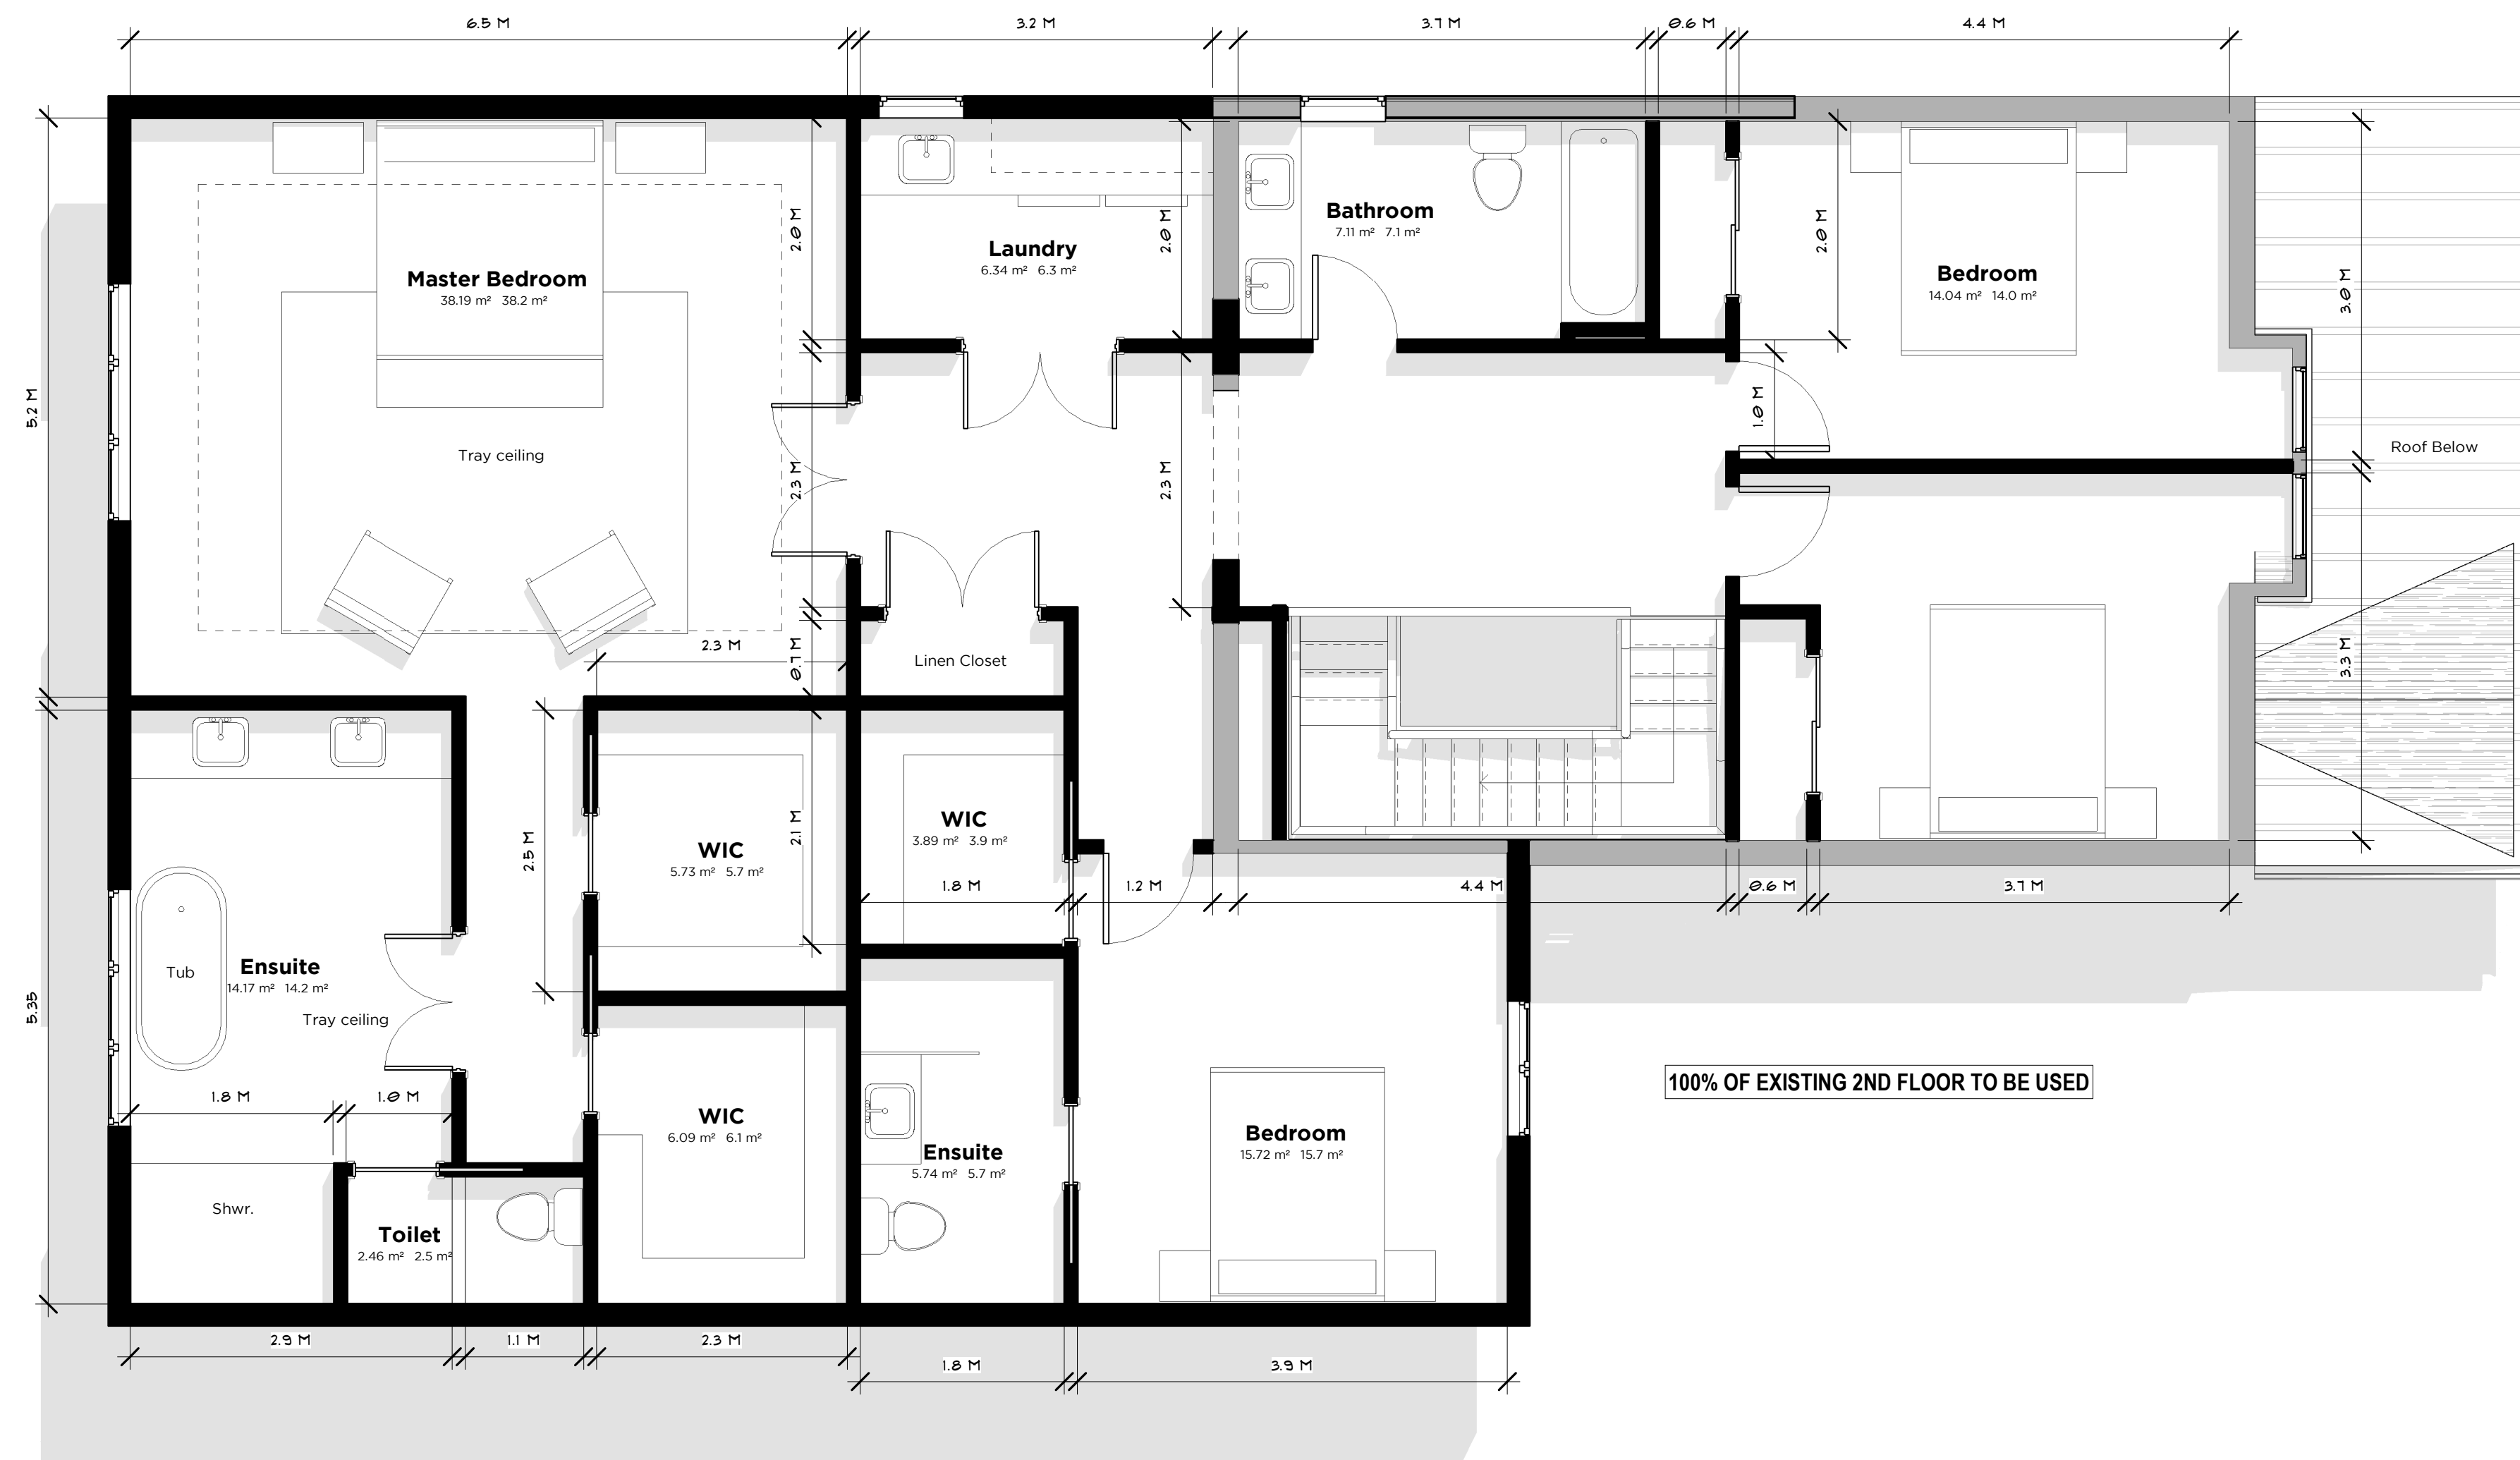 6.5 M
3.2 M
3.7 M
0.6 M
4.4 M
5.2 M
5.35
Master Bedroom
38.19 m² 38.2 m²
Tray ceiling
2.0 M
2.3 M
0.7 M
2.3 M
Laundry
6.34 m² 6.3 m²
2.0 M
2.3 M
Bathroom
7.11 m² 7.1 m²
2.0 M
1.0 M
Bedroom
14.04 m² 14.0 m²
3.0 M
Roof Below
3.3 M
Linen Closet
2.5 M
WIC
5.73 m² 5.7 m²
2.1 M
WIC
3.89 m² 3.9 m²
1.8 M
1.2 M
4.4 M
0.6 M
3.7 M
Tub
Ensuite
14.17 m² 14.2 m²
Tray ceiling
1.8 M
1.0 M
Shwr.
Toilet
2.46 m² 2.5 m²
WIC
6.09 m² 6.1 m²
Ensuite
5.74 m² 5.7 m²
Bedroom
15.72 m² 15.7 m²
100% OF EXISTING 2ND FLOOR TO BE USED
2.9 M
1.1 M
2.3 M
1.8 M
3.9 M